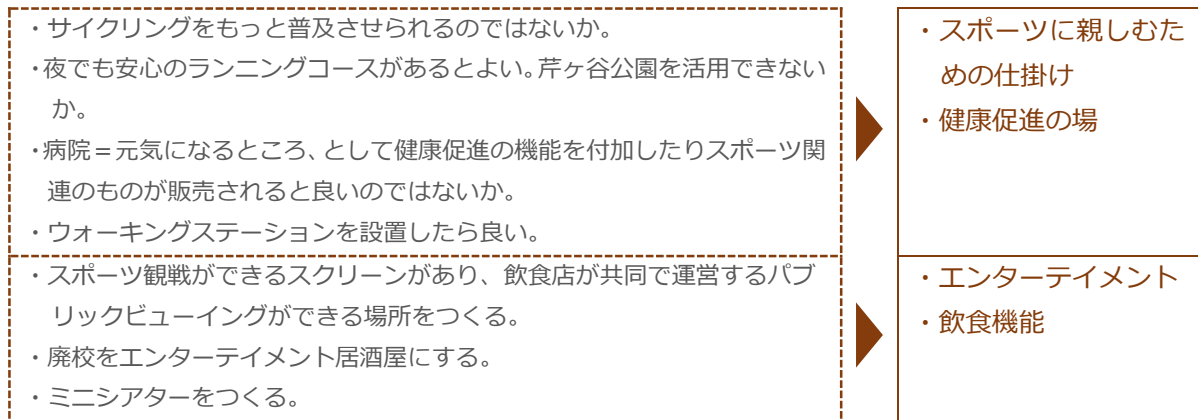 ・サイクリングをもっと普及させられるのではないか。
・夜でも安心のランニングコースがあるとよい。芹ヶ谷公園を活用できない
か。
・病院＝元気になるところ、として健康促進の機能を付加したりスポーツ関
連のものが販売されると良いのではないか。
・ウォーキングステーションを設置したら良い。
・スポーツに親しむた
めの仕掛け
・健康促進の場
・スポーツ観戦ができるスクリーンがあり、飲食店が共同で運営するパブ
リックビューイングができる場所をつくる。
・廃校をエンターテイメント居酒屋にする。
・ミニシアターをつくる。
・エンターテイメント
・飲食機能